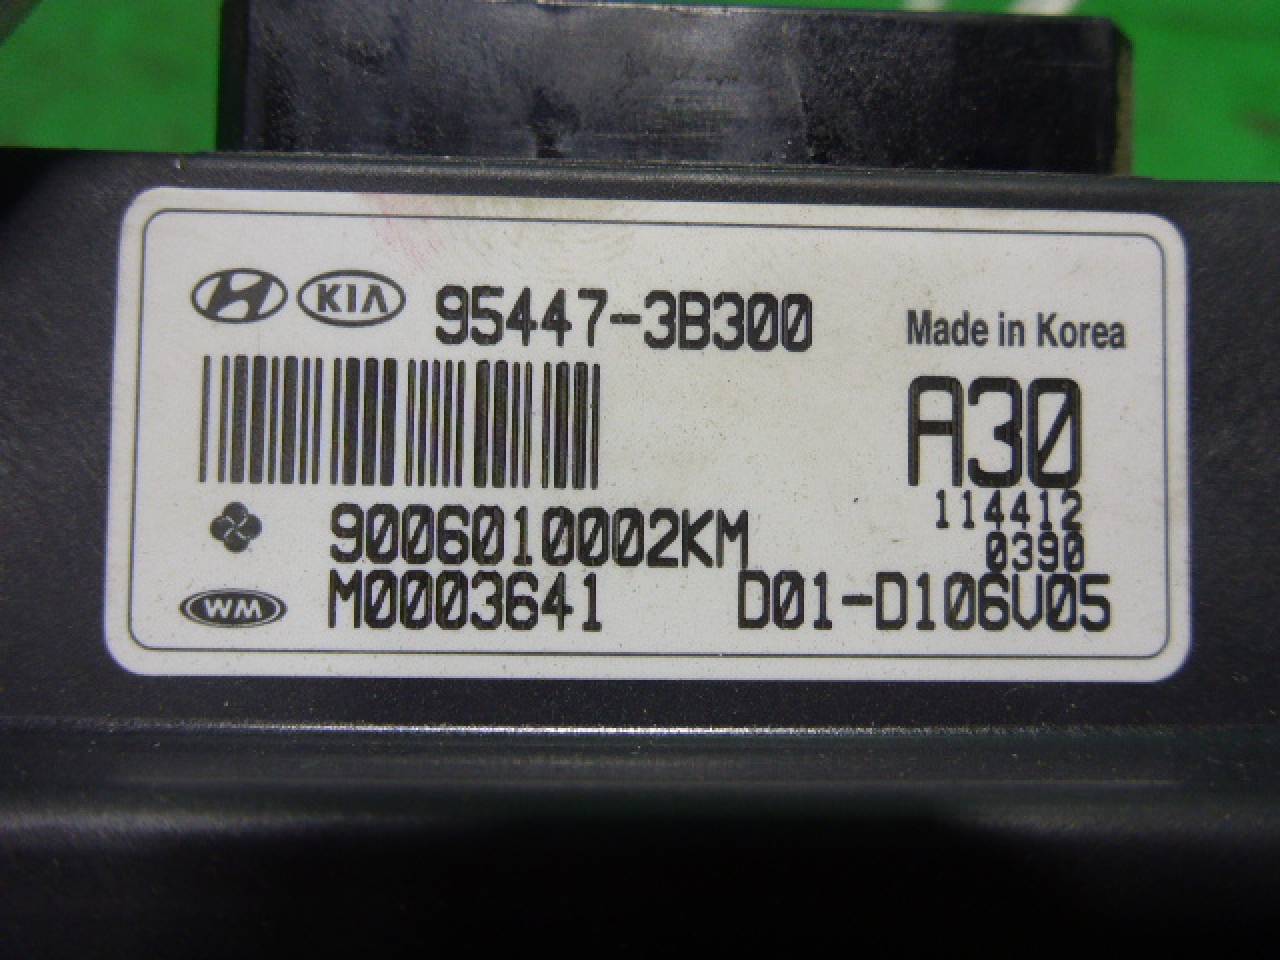 KIA 95447-3B300 Made in Korea
A30
114412
9006010002KM 0390
WM M0003641 D01-D106V05